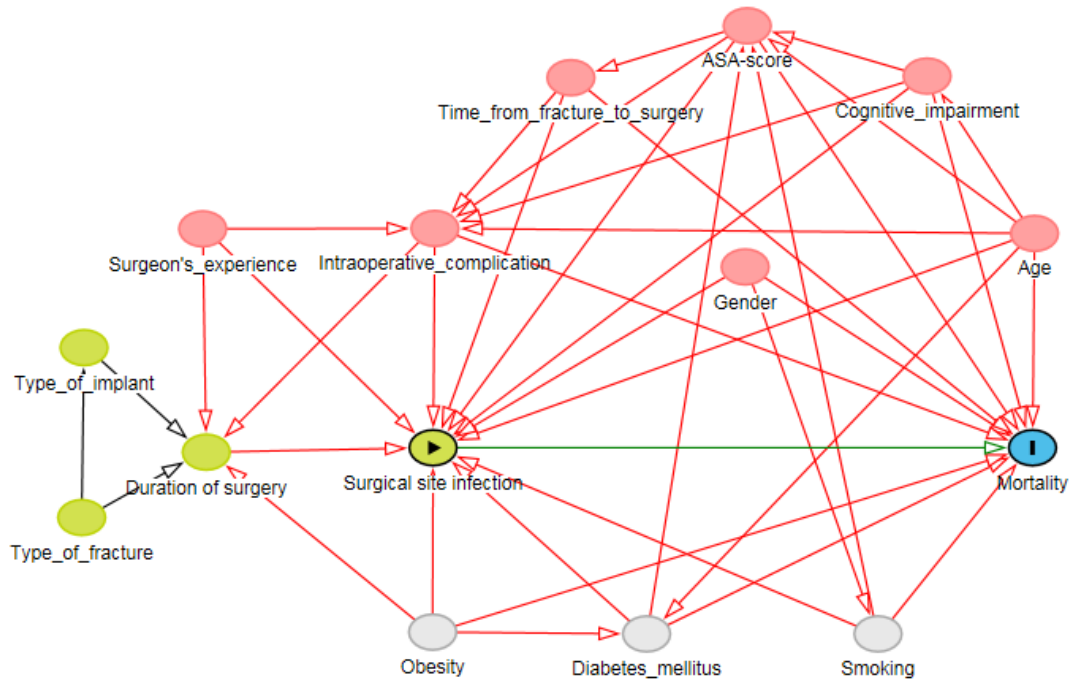 ASA-score
Time_from_fracture_to_surgery
Cognitive_impairment
Surgeon's_experience
Intraoperative_complication
Age
Gender
Type_of_implant
Duration of surgery
Surgical site infection
Mortality
Type_of_fracture
Obesity
Diabetes_mellitus
Smoking